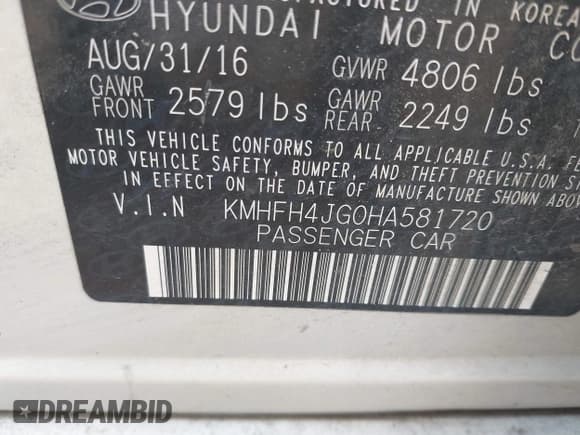 IN KOREA
HYUNDAI MOTOR
AUG/31/16 GVWR 4806 lbs
GAWR FRONT 2579 lbs GAWR REAR 2249 lbs
THIS VEHICLE CONFORMS TO ALL APPLICABLE U.S.A.
MOTOR VEHICLE SAFETY, BUMPER, AND THEFT PREVENTION
IN EFFECT ON THE DATE OF MANUFACTURE SHOWN
V.I.N KMHFH4JG0HA581720
PASSENGER CAR
DREAMBID